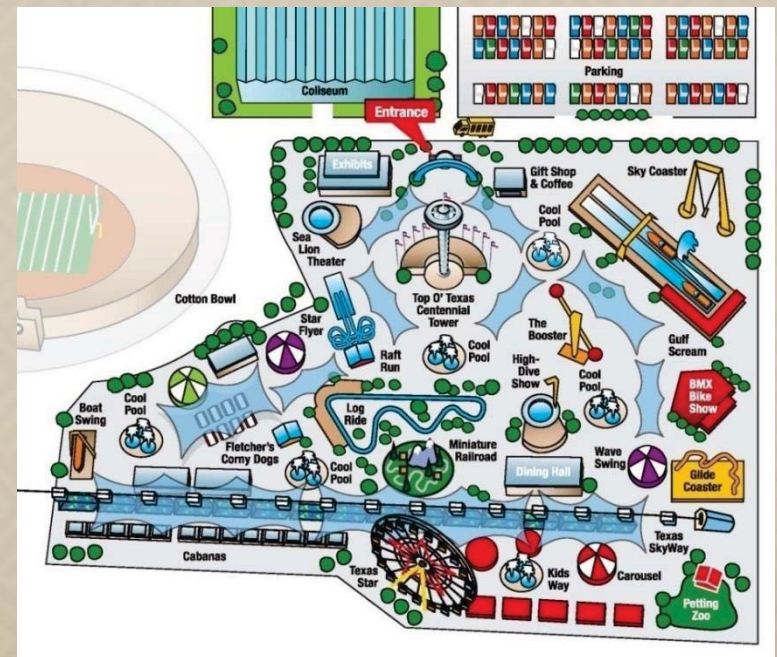 Coliseum
Parking
Entrance
Exhibits
Gift Shop
& Coffee
Sky Coaster
Cool
Pool
Sea
Lion
Theater
Cotton Bowl
Top O' Texas
Centennial
Tower
Star
Flyer
The
Booster
Gulf
Scream
Raft
Run
Cool
Pool
High-
Dive
Show
Cool
Pool
BMX
Bike
Show
Boat
Swing
Cool
Pool
Log
Ride
Fletcher's
Corny Dogs
Cool
Pool
Miniature
Railroad
Dining Hall
Wave
Swing
Glide
Coaster
Texas
SkyWay
Cabanas
Texas
Star
Kids
Way
Carousel
Petting
Zoo